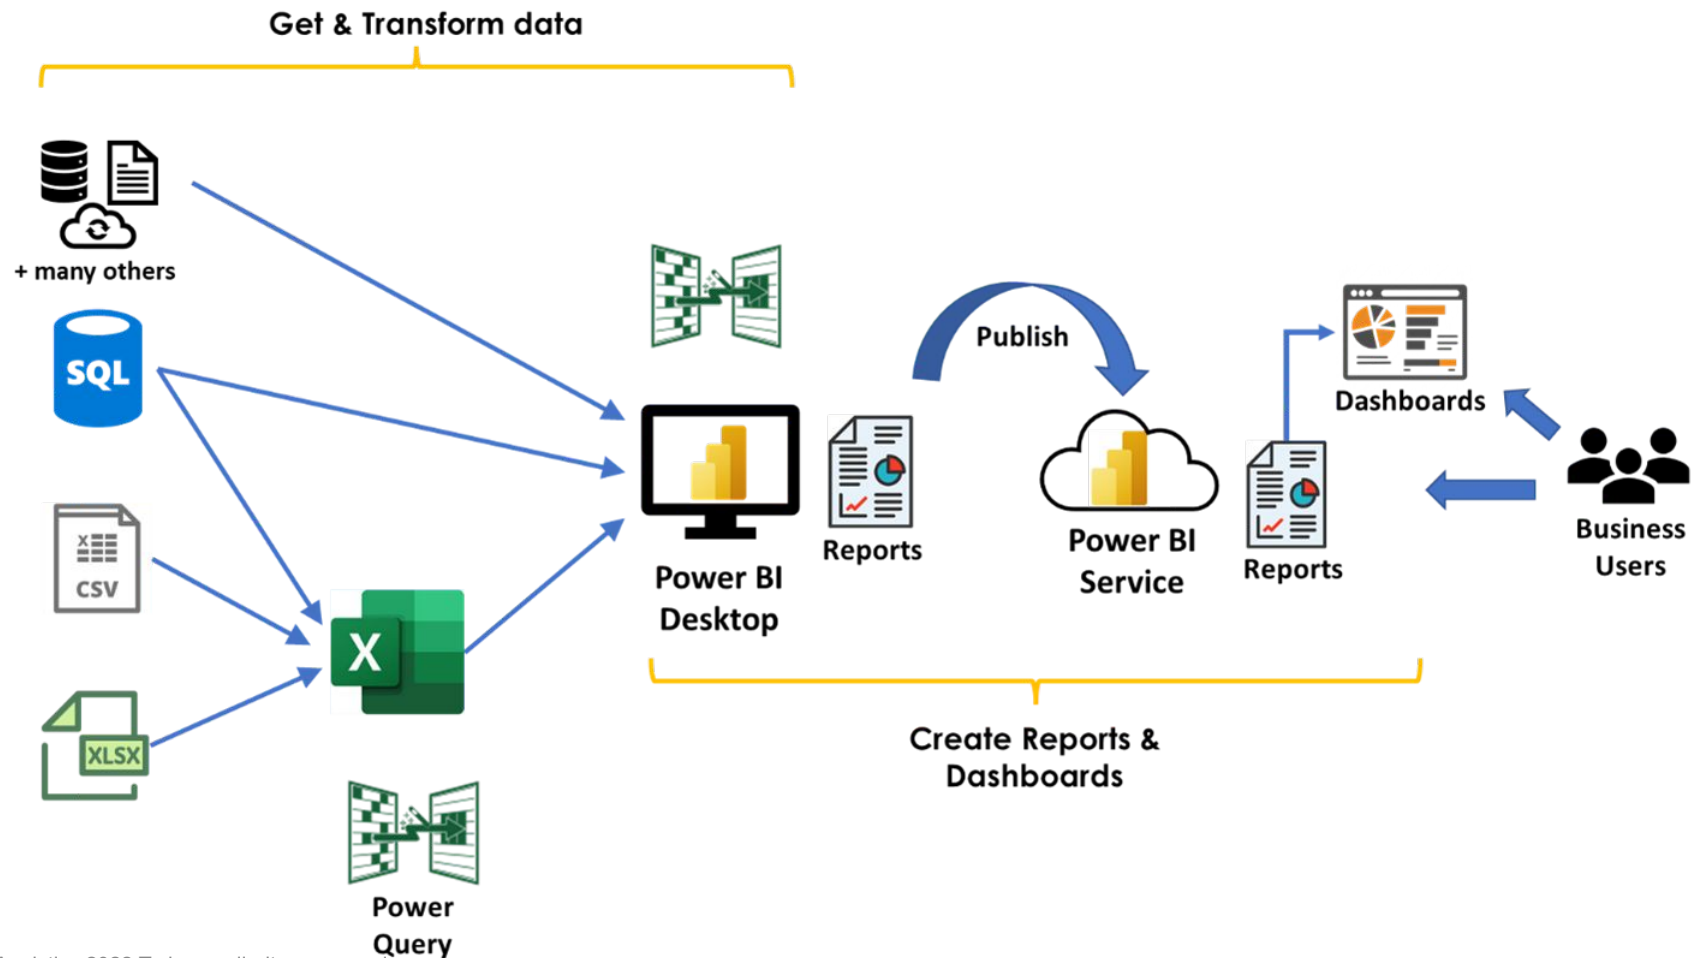 Get & Transform data
+ many others
SQL
Publish
Dashboards
Business
Users
Reports
Power BI
Service
Reports
Power BI
Desktop
X
CSV
X
XLSX
Create Reports &
Dashboards
Power
Query